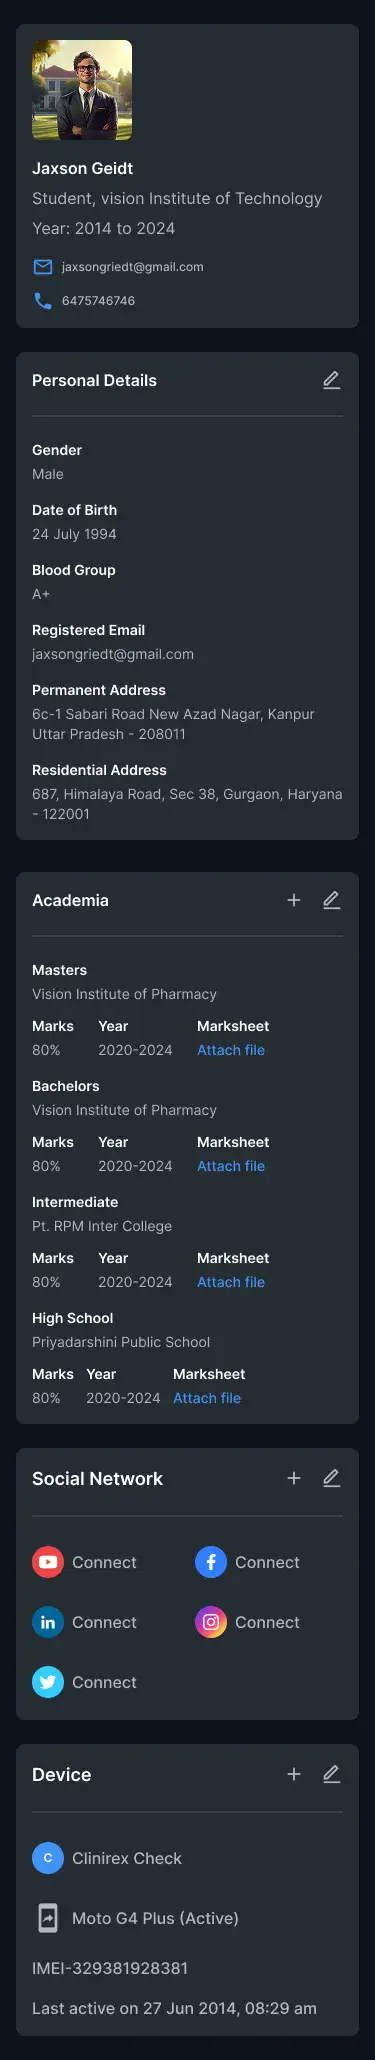 Jaxson Geidt
Student, vision Institute of Technology
Year: 2014 to 2024
jaxsongriedt@gmail.com
6475746746
Personal Details
Gender
Male
Date of Birth
24 July 1994
Blood Group
A+
Registered Email
jaxsongriedt@gmail.com
Permanent Address
6c-1 Sabari Road New Azad Nagar, Kanpur
Uttar Pradesh - 208011
Residential Address
687, Himalaya Road, Sec 38, Gurgaon, Haryana
- 122001
Academia
Masters
Vision Institute of Pharmacy
Marks Year Marksheet
80% 2020-2024 Attach file
Bachelors
Vision Institute of Pharmacy
Marks Year Marksheet
80% 2020-2024 Attach file
Intermediate
Pt. RPM Inter College
Marks Year Marksheet
80% 2020-2024 Attach file
High School
Priyadarshini Public School
Marks Year Marksheet
80% 2020-2024 Attach file
Social Network
Connect Connect
in Connect Connect
Connect
Device
C Clinirex Check
Moto G4 Plus (Active)
IMEI-329381928381
Last active on 27 Jun 2014, 08:29 am